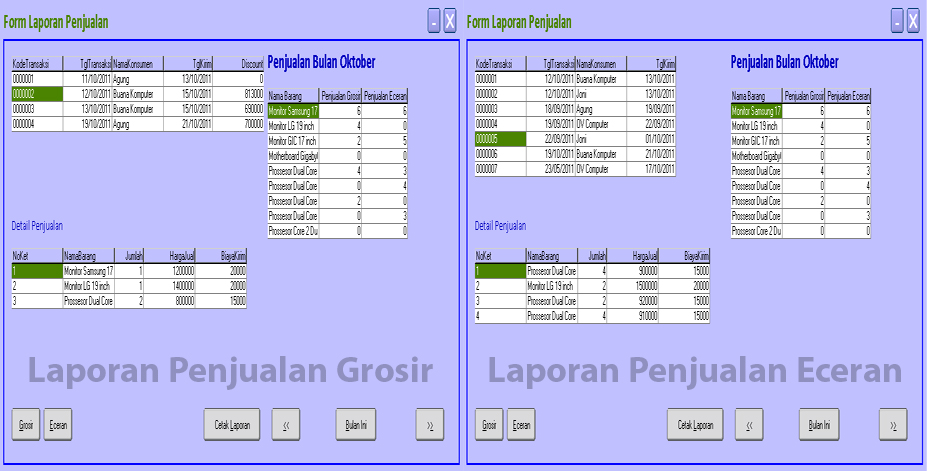 Form Laporan Penjualan
- X
KodeTransaksi TglTransaksi NamaKonsumen TglKirim Discount
0000001 11/10/2011 Agung 13/10/2011 0
0000002 12/10/2011 Buana Komputer 15/10/2011 813000
0000003 13/10/2011 Buana Komputer 15/10/2011 690000
0000004 19/10/2011 Agung 21/10/2011 700000
Penjualan Bulan Oktober
Nama Barang Penjualan Grosir Penjualan Eceran
Monitor Samsung 17 6 6
Monitor LG 19 inch 4 0
Monitor GIC 17 inch 2 5
Motherboard Gigabyt 0 0
Prossesor Dual Core 4 3
Prossesor Dual Core 0 4
Prossesor Dual Core 2 0
Prossesor Dual Core 0 3
Prossesor Core 2 Du 0 0
Detail Penjualan
NoKet NamaBarang Jumlah HargaJual BiayaKirim
1 Monitor Samsung 17 1 1200000 20000
2 Monitor LG 19 inch 1 1400000 20000
3 Prossesor Dual Core 2 800000 15000
Laporan Penjualan Grosir
Grosir Eceran Cetak Laporan << Bulan Ini >>
Form Laporan Penjualan
- X
KodeTransaksi TglTransaksi NamaKonsumen TglKirim
0000001 12/10/2011 Buana Komputer 13/10/2011
0000002 12/10/2011 Joni 13/10/2011
0000003 18/09/2011 Agung 19/09/2011
0000004 19/09/2011 DV Computer 22/09/2011
0000005 22/09/2011 Joni 01/10/2011
0000006 19/10/2011 Buana Komputer 21/10/2011
0000007 23/05/2011 DV Computer 17/10/2011
Penjualan Bulan Oktober
Nama Barang Penjualan Grosir Penjualan Eceran
Monitor Samsung 17 6 6
Monitor LG 19 inch 4 0
Monitor GIC 17 inch 2 5
Motherboard Gigabyt 0 0
Prossesor Dual Core 4 3
Prossesor Dual Core 0 4
Prossesor Dual Core 2 0
Prossesor Dual Core 0 3
Prossesor Core 2 Du 0 0
Detail Penjualan
NoKet NamaBarang Jumlah HargaJual BiayaKirim
1 Prossesor Dual Core 4 900000 15000
2 Monitor LG 19 inch 2 1500000 20000
3 Prossesor Dual Core 2 920000 15000
4 Prossesor Dual Core 4 910000 15000
Laporan Penjualan Eceran
Grosir Eceran Cetak Laporan << Bulan Ini >>